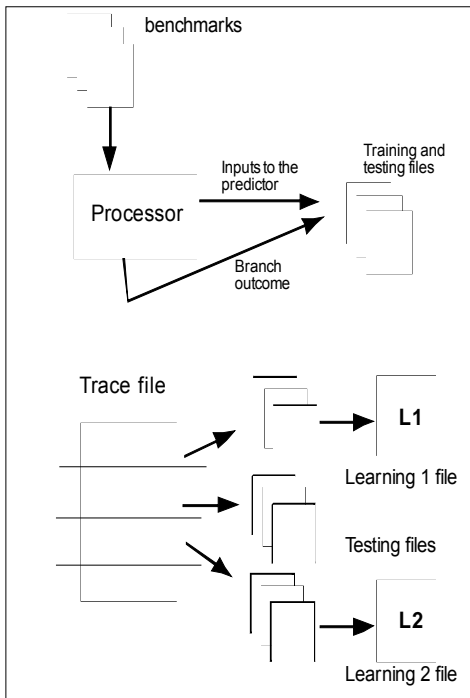 benchmarks
Training and
testing files
Inputs to the
predictor
Processor
Branch
outcome
Trace file
L1
Learning 1 file
Testing files
L2
Learning 2 file